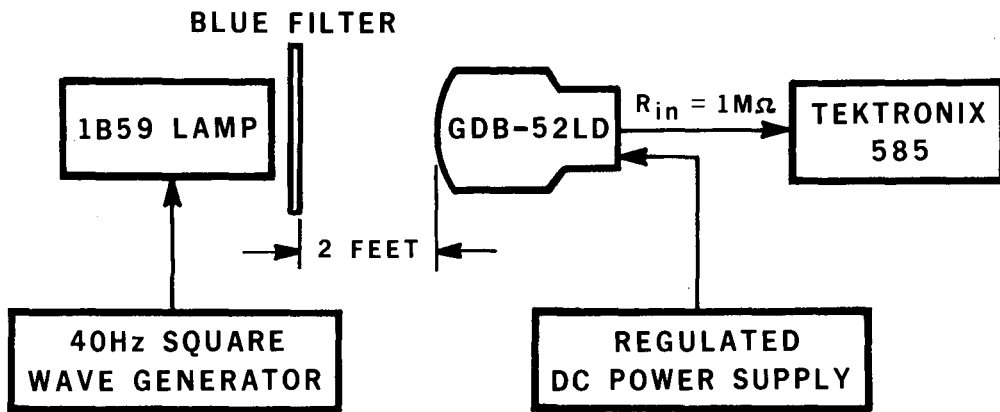 BLUE FILTER
1B59 LAMP
GDB-52LD
Rin = 1MΩ
TEKTRONIX
585
2 FEET
40Hz SQUARE
WAVE GENERATOR
REGULATED
DC POWER SUPPLY